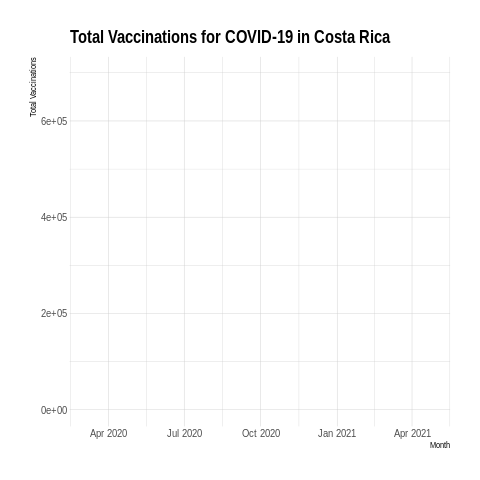 Total Vaccinations for COVID-19 in Costa Rica
Total Vaccinations
6e+05
4e+05
2e+05
0e+00
Apr 2020 Jul 2020 Oct 2020 Jan 2021 Apr 2021
Month